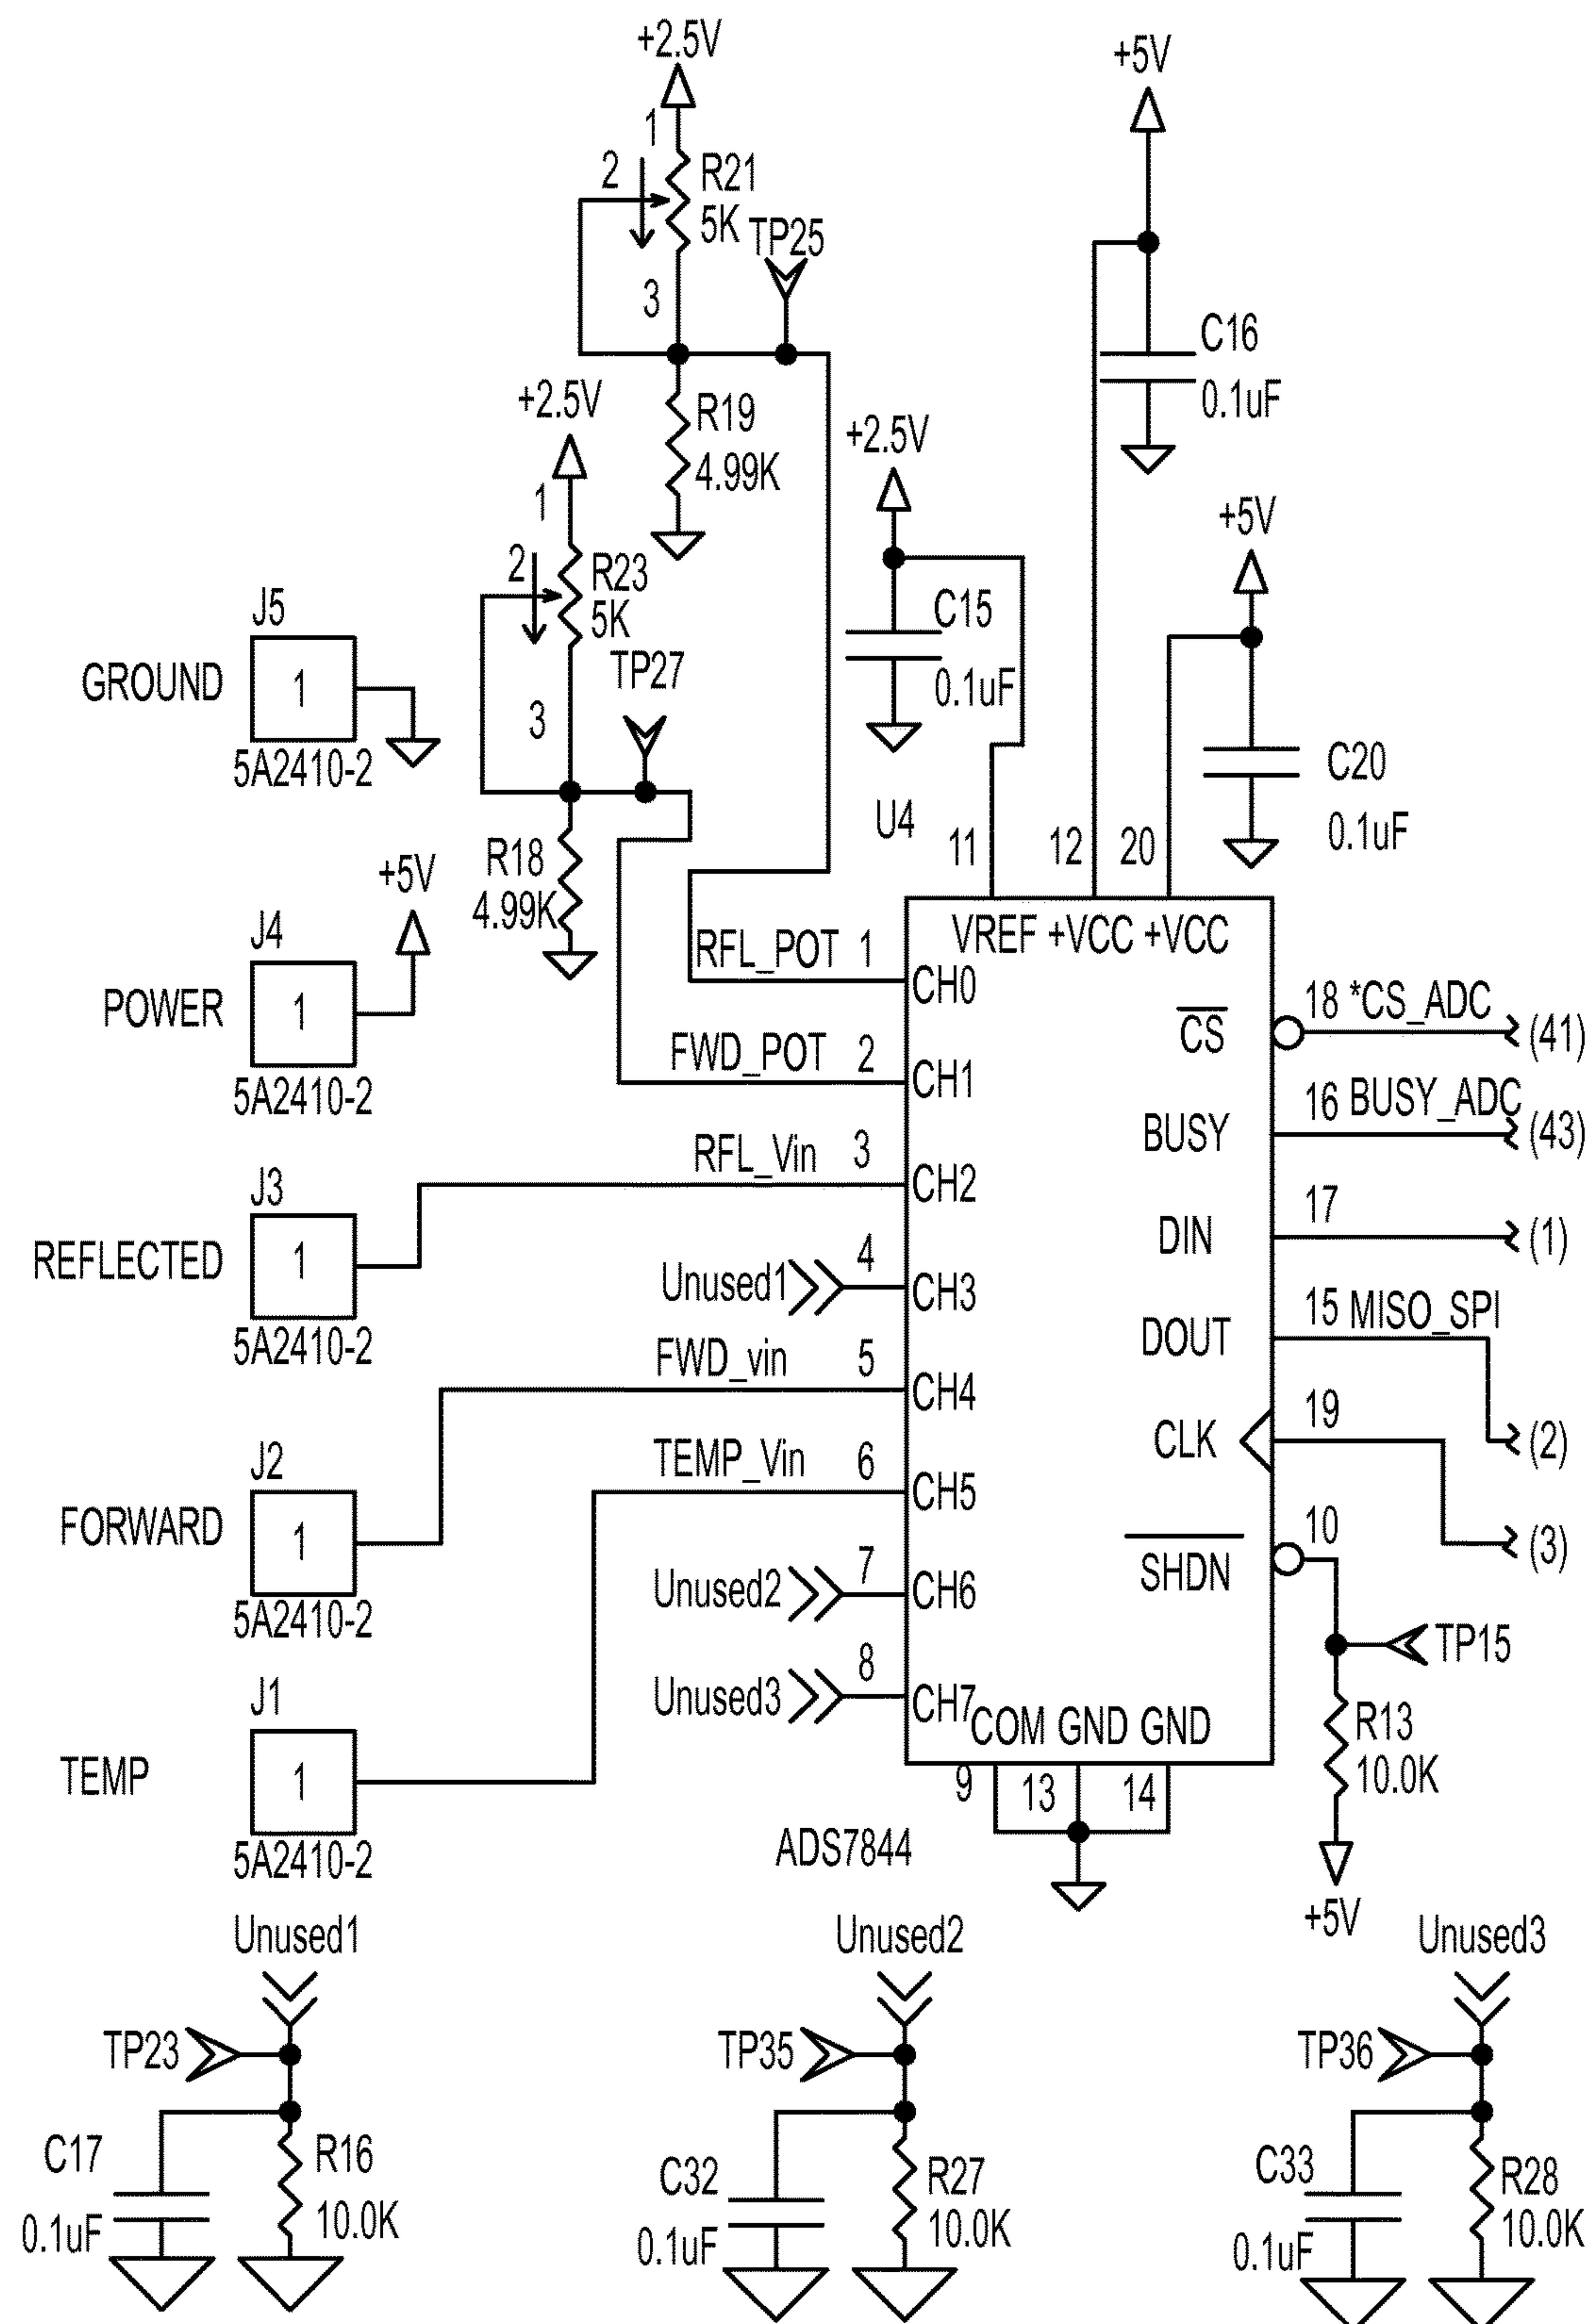 +2.5V
+5V
1
2
R21
5K
TP25
3
C16
0.1uF
+2.5V
R19
4.99K
+2.5V
1
+5V
2
R23
5K
J5
C15
GROUND
1
TP27
0.1uF
3
5A2410-2
C20
U4
0.1uF
11
12
20
R18
4.99K
+5V
J4
VREF +VCC +VCC
RFL_POT 1
CH0
POWER
1
18 *CS_ADC
CS
(41)
FWD_POT 2
CH1
5A2410-2
16 BUSY_ADC
BUSY
(43)
RFL_Vin 3
CH2
J3
17
DIN
(1)
REFLECTED
1
4
Unused1
CH3
15 MISO_SPI
DOUT
5A2410-2
FWD_vin 5
CH4
19
CLK
(2)
J2
TEMP_Vin 6
CH5
FORWARD
1
10
(3)
7
Unused2
CH6
SHDN
5A2410-2
TP15
8
Unused3
CH7
J1
COM GND GND
R13
10.0K
TEMP
1
9
13
14
5A2410-2
ADS7844
+5V
Unused1
Unused2
Unused3
TP23
TP35
TP36
C17
0.1uF
R16
10.0K
C32
0.1uF
R27
10.0K
C33
0.1uF
R28
10.0K